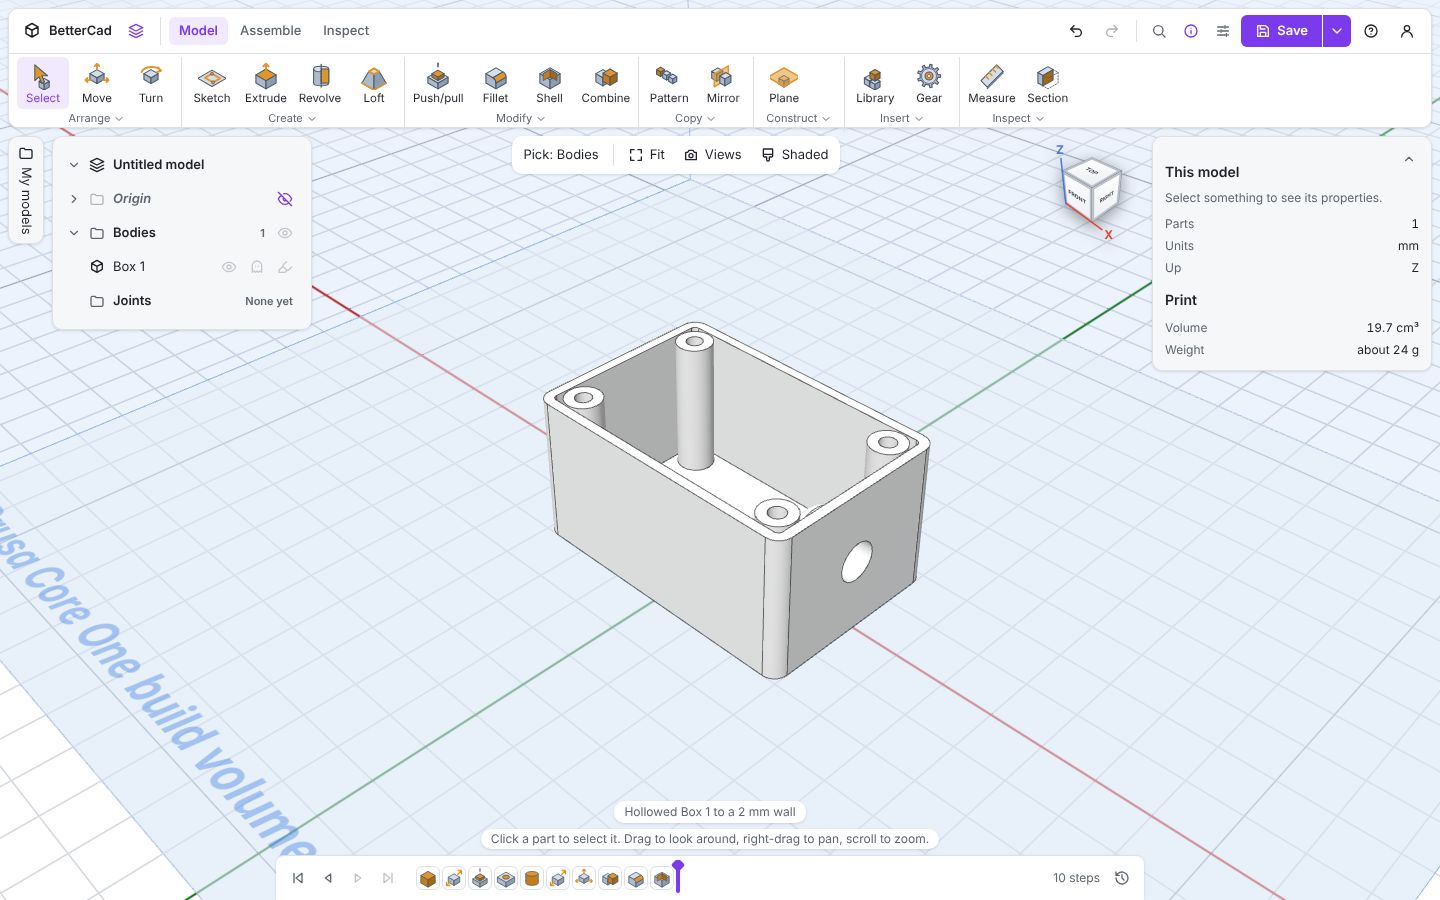 BetterCad
Model
Assemble
Inspect
Save
Select
Move
Turn
Arrange
Sketch
Extrude
Revolve
Loft
Create
Push/pull
Fillet
Shell
Combine
Modify
Pattern
Mirror
Copy
Plane
Construct
Library
Gear
Insert
Measure
Section
Inspect
My models
Untitled model
Origin
Bodies 1
Box 1
Joints None yet
Pick: Bodies
Fit
Views
Shaded
Z
TOP
FRONT
RIGHT
X
This model
Select something to see its properties.
Parts 1
Units mm
Up Z
Print
Volume 19.7 cm³
Weight about 24 g
Core One build volume
Hollowed Box 1 to a 2 mm wall
Click a part to select it. Drag to look around, right-drag to pan, scroll to zoom.
10 steps